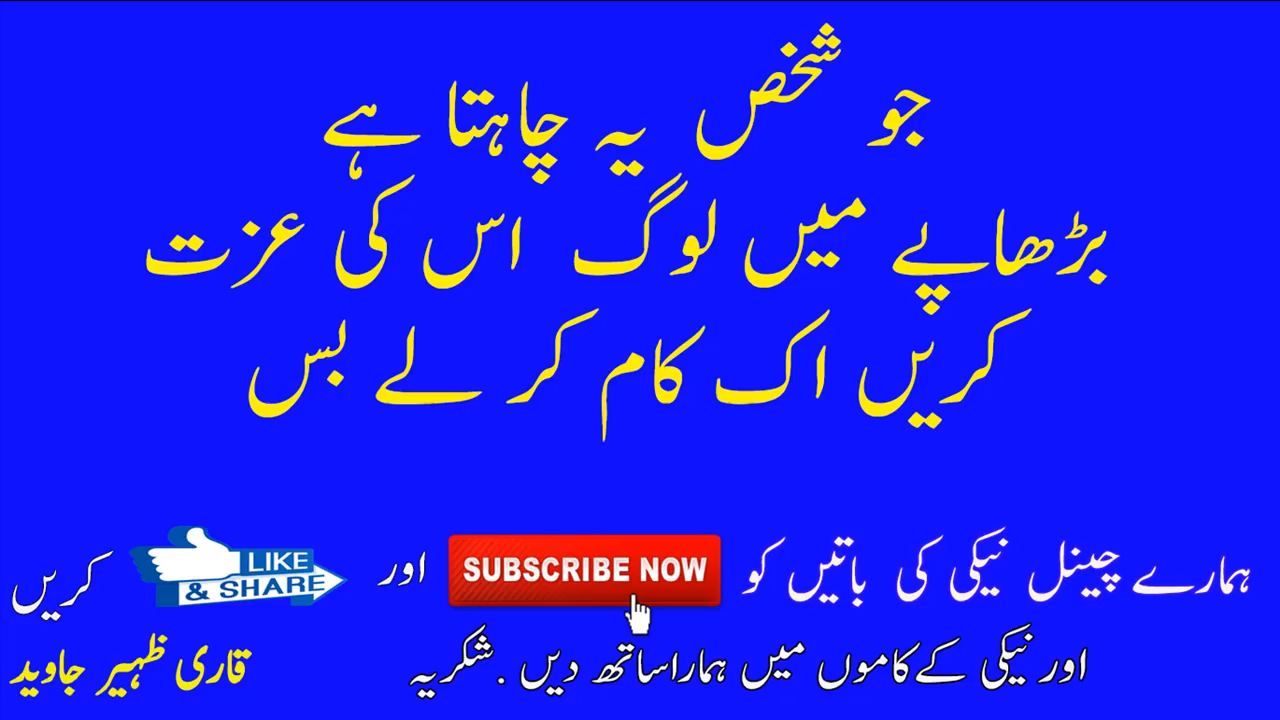 جو شخص یہ چاہتا ہے
بڑھاپے میں لوگ اس کی عزت
کریں اک کام کر لے بس
ہمارے چینل نیکی کی باتیں کو SUBSCRIBE NOW اور LIKE & SHARE کریں
اور نیکی کے کاموں میں ہمارا ساتھ دیں . شکریہ
قاری ظہیر جاوید